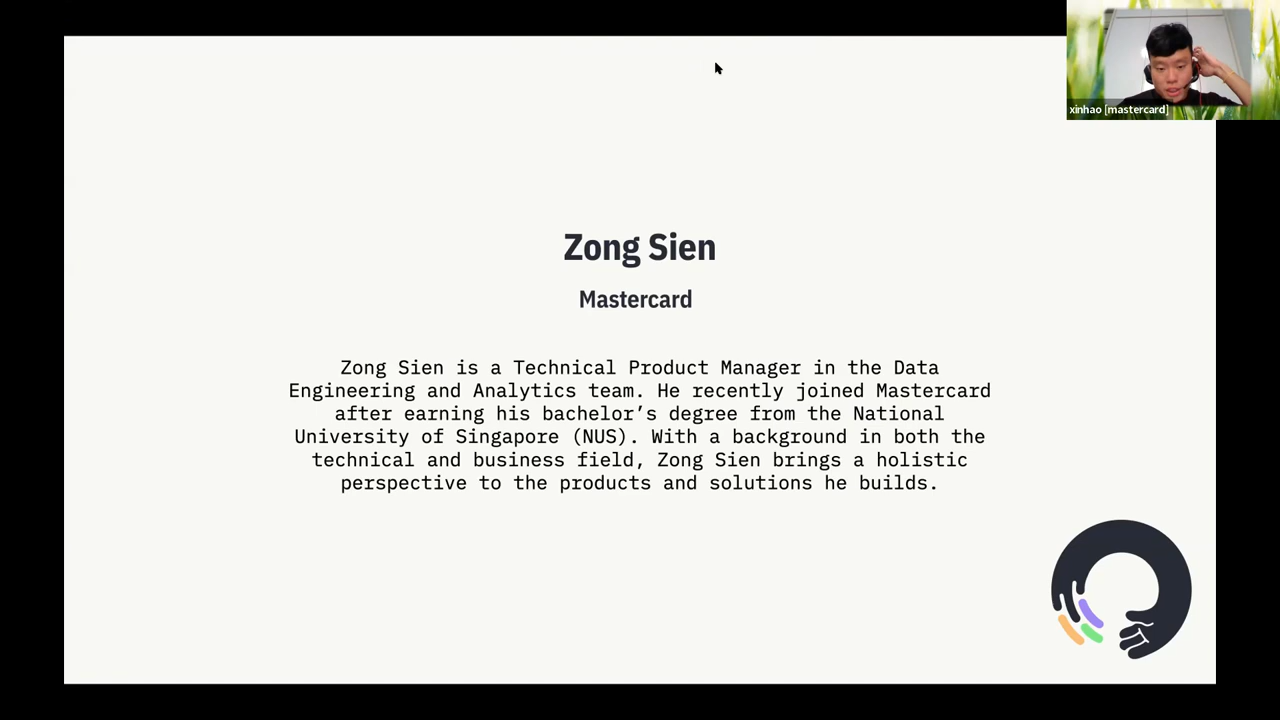 xinhao [mastercard]
Zong Sien
Mastercard
Zong Sien is a Technical Product Manager in the Data
Engineering and Analytics team. He recently joined Mastercard
after earning his bachelor’s degree from the National
University of Singapore (NUS). With a background in both the
technical and business field, Zong Sien brings a holistic
perspective to the products and solutions he builds.